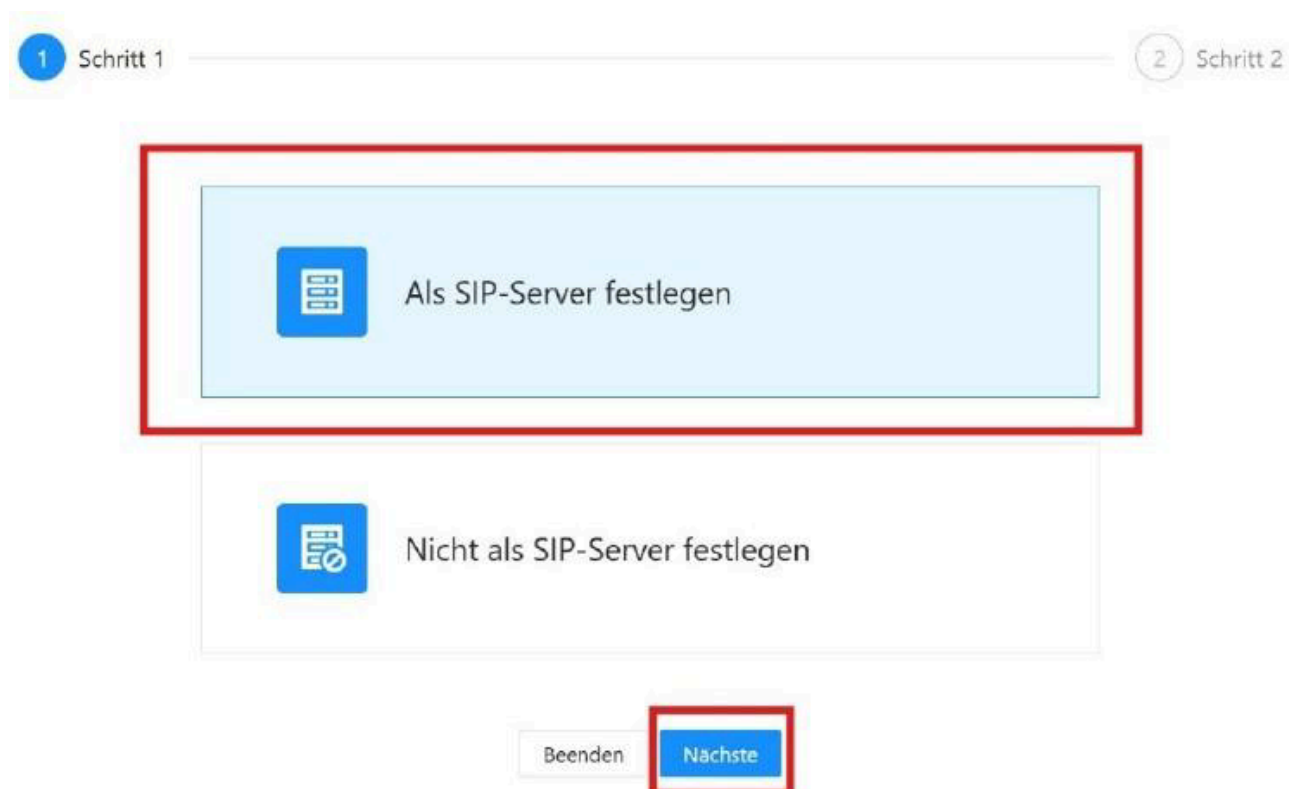 1 Schritt 1
2 Schritt 2
Als SIP-Server festlegen
Nicht als SIP-Server festlegen
Beenden
Nächste